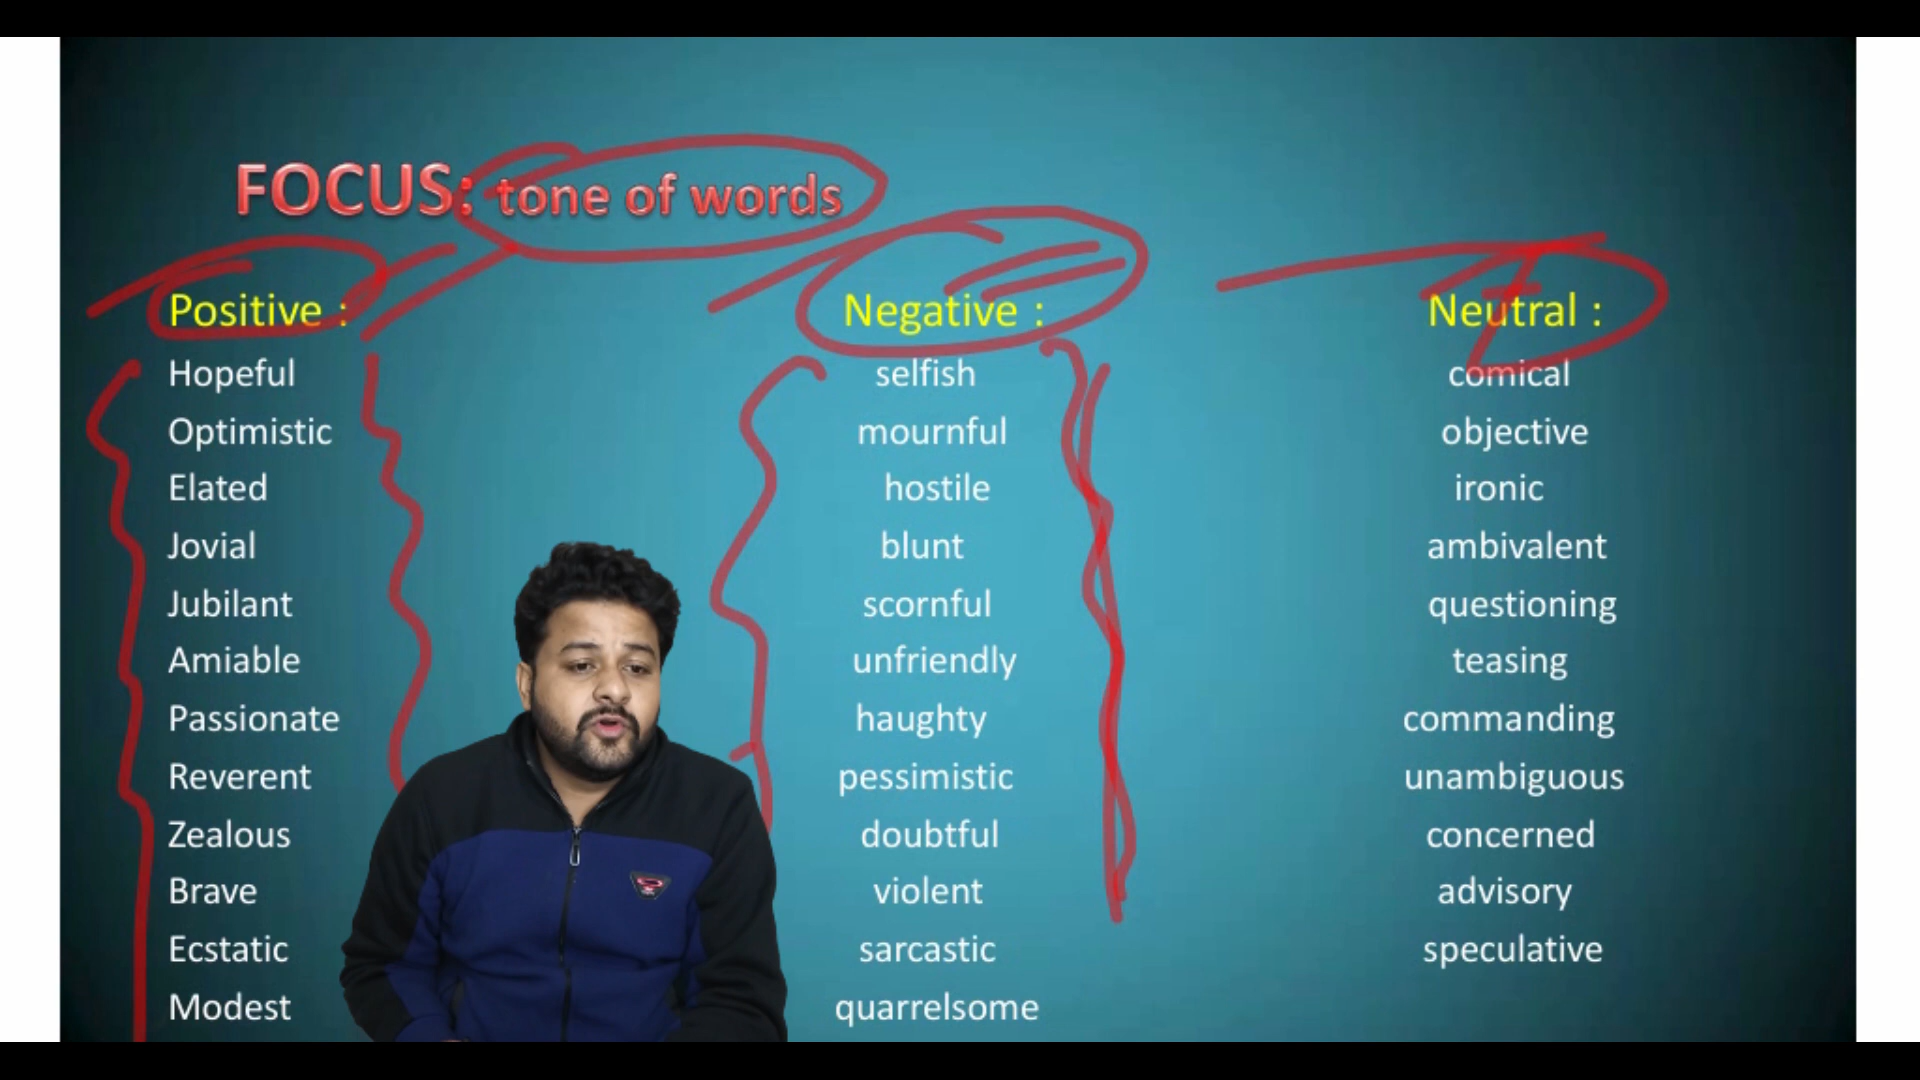 FOCUS: tone of words
Positive : Negative : Neutral :
Hopeful selfish comical
Optimistic mournful objective
Elated hostile ironic
Jovial blunt ambivalent
Jubilant scornful questioning
Amiable unfriendly teasing
Passionate haughty commanding
Reverent pessimistic unambiguous
Zealous doubtful concerned
Brave violent advisory
Ecstatic sarcastic speculative
Modest quarrelsome